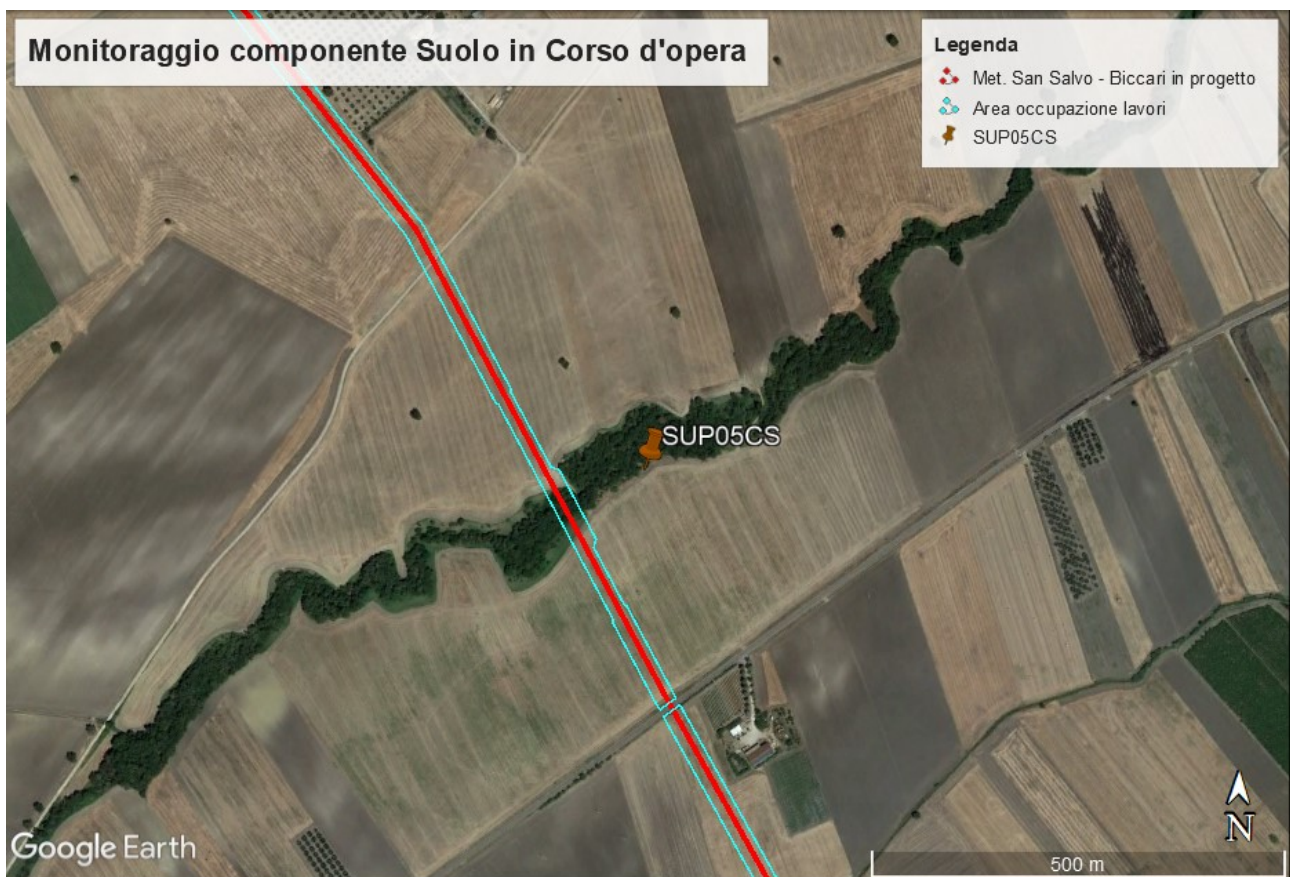 Monitoraggio componente Suolo in Corso d'opera
Legenda
Met. San Salvo - Biccari in progetto
Area occupazione lavori
SUP05CS
SUP05CS
Google Earth
N
500 m